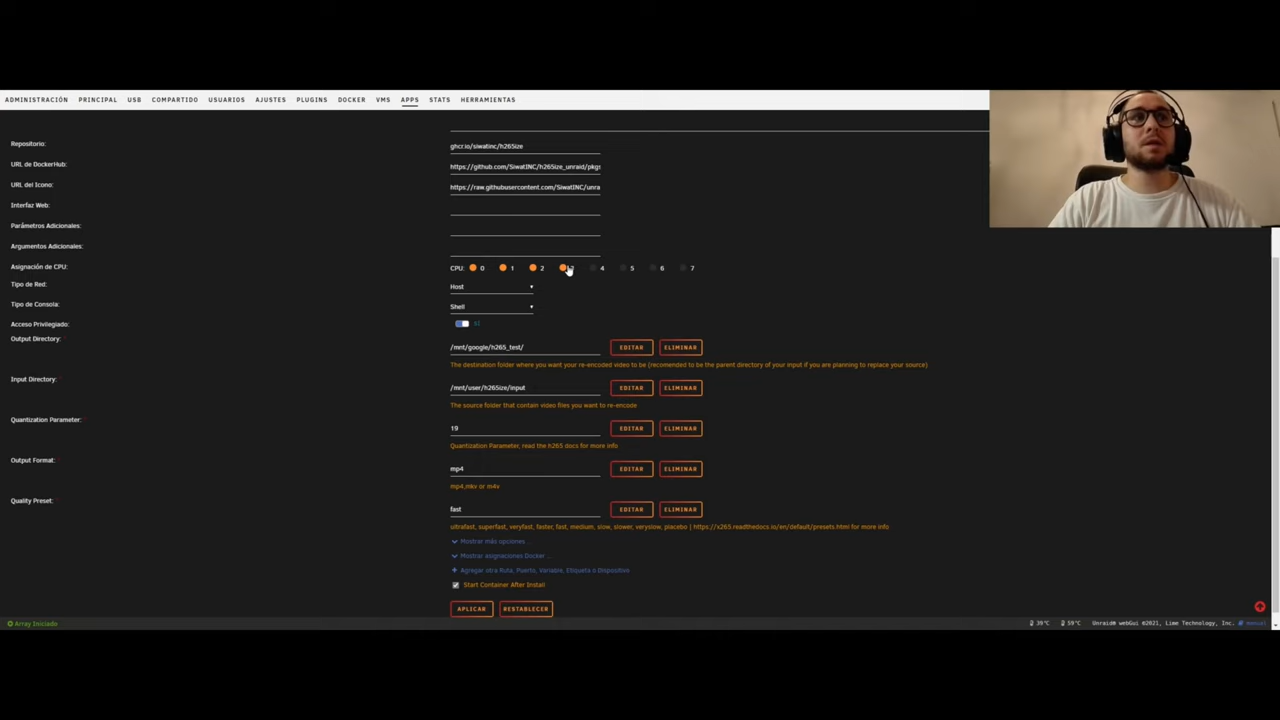 ADMINISTRACIÓN PRINCIPAL USB COMPARTIDO USUARIOS AJUSTES PLUGINS DOCKER VMS APPS STATS HERRAMIENTAS
Repositorio: ghcr.io/siwatinc/h265ize
URL de DockerHub: https://github.com/SiwatINC/h265ize_unraid/pkgs
URL del Icono: https://raw.githubusercontent.com/SiwatINC/unra
Interfaz Web:
Parámetros Adicionales:
Argumentos Adicionales:
Asignación de CPU: CPU: 0 1 2 4 5 6 7
Tipo de Red: Host
Tipo de Consola: Shell
Acceso Privilegiado: SI
Output Directory: * /mnt/google/h265_test/ EDITAR ELIMINAR
The destination folder where you want your re-encoded video to be (recomended to be the parent directory of your input if you are planning to replace your source)
Input Directory: * /mnt/user/h265ize/input EDITAR ELIMINAR
The source folder that contain video files you want to re-encode
Quantization Parameter: * 19 EDITAR ELIMINAR
Quantization Parameter, read the h265 docs for more info
Output Format: * mp4 EDITAR ELIMINAR
mp4,mkv or m4v
Quality Preset: * fast EDITAR ELIMINAR
ultrafast, superfast, veryfast, faster, fast, medium, slow, slower, veryslow, placebo | https://x265.readthedocs.io/en/default/presets.html for more info
Mostrar más opciones ...
Mostrar asignaciones Docker ...
+ Agregar otra Ruta, Puerto, Variable, Etiqueta o Dispositivo
Start Container After Install
APLICAR RESTABLECER
Array Iniciado 39°C 59°C Unraid® webGui ©2021, Lime Technology, Inc. manual